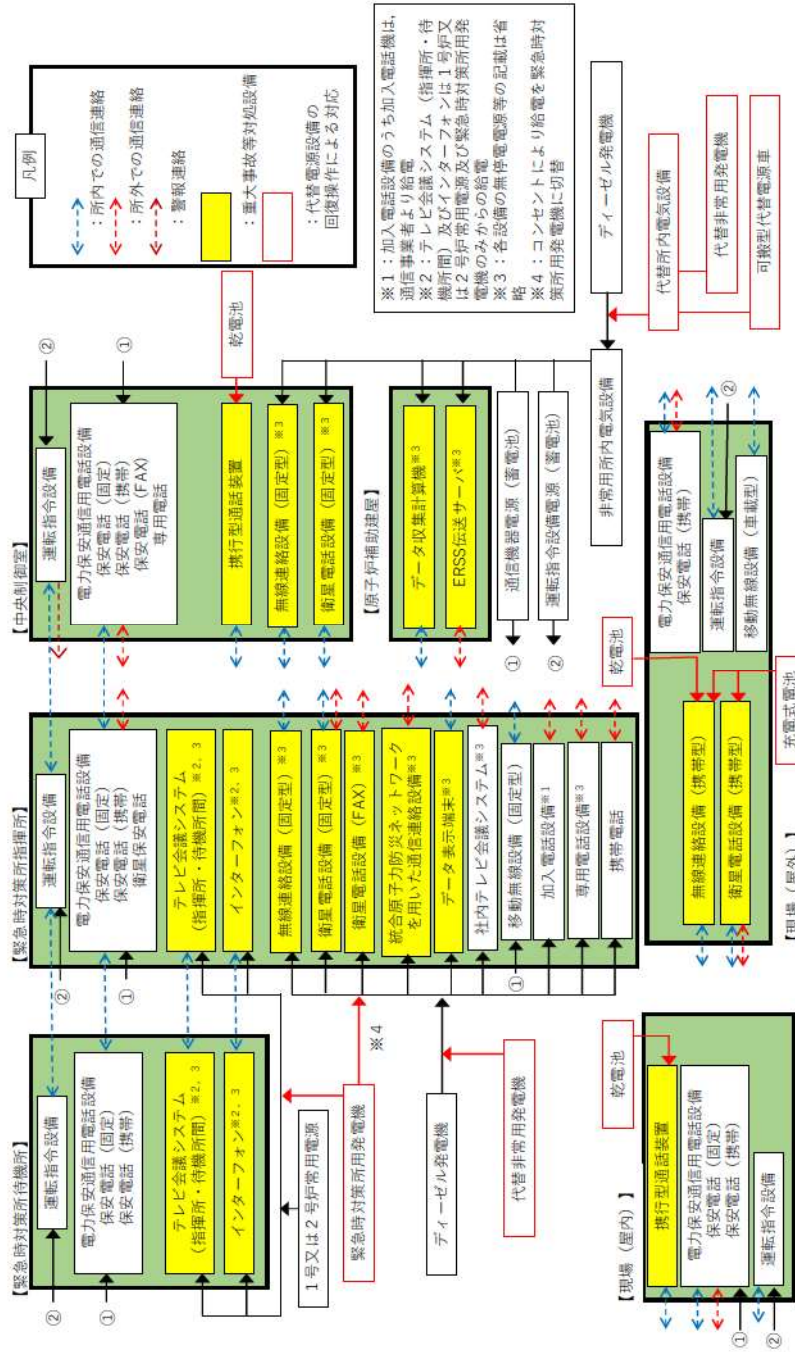 【緊急時対策所待機所】
②
運転指令設備
①
電力保安通信用電話設備
保安電話（固定）
保安電話（携帯）
テレビ会議システム
（指揮所・待機所間）※2，3
インターフォン※2，3
1号又は2号炉常用電源
緊急時対策所用発電機
※4
ディーゼル発電機
代替非常用発電機
【緊急時対策所指揮所】
②
運転指令設備
①
電力保安通信用電話設備
保安電話（固定）
保安電話（携帯）
衛星保安電話
テレビ会議システム
（指揮所・待機所間）※2，3
インターフォン※2，3
無線連絡設備（固定型）※3
衛星電話設備（固定型）※3
衛星電話設備（FAX）※3
統合原子力防災ネットワーク
を用いた通信連絡設備※3
データ表示端末※3
社内テレビ会議システム※3
①
移動無線設備（固定型）
加入電話設備※1
専用電話設備※3
携帯電話
【中央制御室】
運転指令設備
②
電力保安通信用電話設備
保安電話（固定）
保安電話（携帯）
保安電話（FAX）
専用電話
①
携行型通話装置
乾電池
無線連絡設備（固定型）※3
衛星電話設備（固定型）※3
【原子炉補助建屋】
データ収集計算機※3
ERSS伝送サーバ※3
①
通信機器電源（蓄電池）
②
運転指令設備電源（蓄電池）
非常用所内電気設備
ディーゼル発電機
代替所内電気設備
代替非常用発電機
可搬型代替電源車
凡例
：所内での通信連絡
：所外での通信連絡
：警報連絡
：重大事故等対処設備
：代替電源設備の
回復操作による対応
※1：加入電話設備のうち加入電話機は，
通信事業者より給電
※2：テレビ会議システム（指揮所・待
機所間）及びインターフォンは1号炉又
は2号炉常用電源及び緊急時対策所用発
電機のみからの給電
※3：各設備の無停電電源等の記載は省
略
※4：コンセントにより給電を緊急時対
策所用発電機に切替
【現場（屋内）】
携行型通話装置
乾電池
電力保安通信用電話設備
保安電話（固定）
保安電話（携帯）
①
運転指令設備
②
【現場（屋外）】
無線連絡設備（携帯型）
衛星電話設備（携帯型）
乾電池
充電式電池
電力保安通信用電話設備
保安電話（携帯）
運転指令設備
②
移動無線設備（車載型）